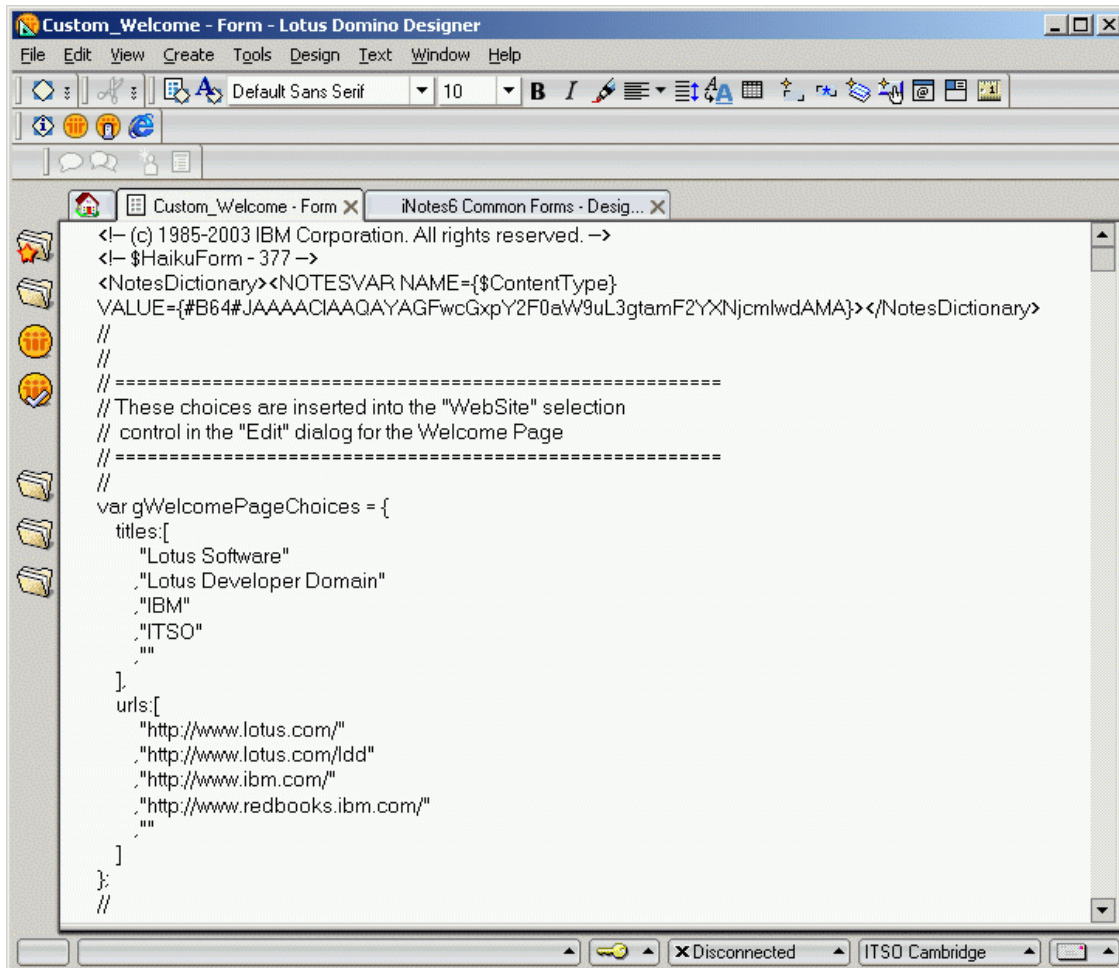 Custom_Welcome - Form - Lotus Domino Designer
File Edit View Create Tools Design Text Window Help
Default Sans Serif 10 B I
Custom_Welcome - Form iNotes6 Common Forms - Desig...
<!-- (c) 1985-2003 IBM Corporation. All rights reserved. -->
<!-- $HaikuForm - 377 -->
<NotesDictionary><NOTESVAR NAME={$ContentType}
VALUE={#B64#JAAAACIAAQAYAGFwcGxpY2F0aW9uL3gtamF2YXNjcmlwdAMA}></NotesDictionary>
//
//
// ========================================================
// These choices are inserted into the "WebSite" selection
// control in the "Edit" dialog for the Welcome Page
// ========================================================
//
var gWelcomePageChoices = {
titles:[
"Lotus Software"
,"Lotus Developer Domain"
,"IBM"
,"ITSO"
,""
],
urls:[
"http://www.lotus.com/"
,"http://www.lotus.com/ldd"
,"http://www.ibm.com/"
,"http://www.redbooks.ibm.com/"
,""
]
};
//
Disconnected ITSO Cambridge